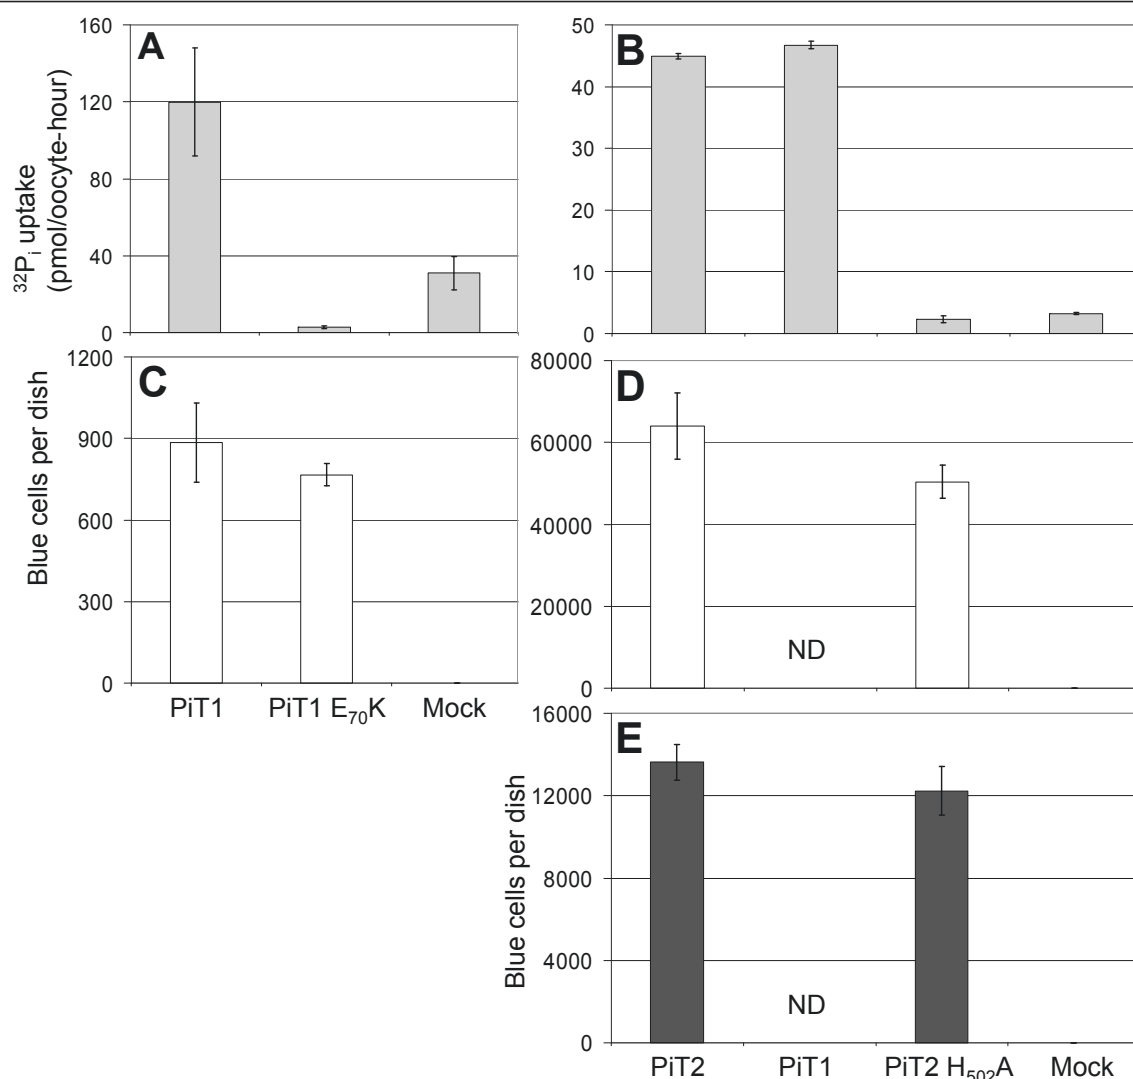 A
160
120
80
40
0
³²Pᵢ uptake
(pmol/oocyte-hour)
B
50
40
30
20
10
0
C
1200
900
600
300
0
Blue cells per dish
PiT1 PiT1 E₇₀K Mock
D
80000
60000
40000
20000
0
ND
E
16000
12000
8000
4000
0
Blue cells per dish
ND
PiT2 PiT1 PiT2 H₅₀₂A Mock